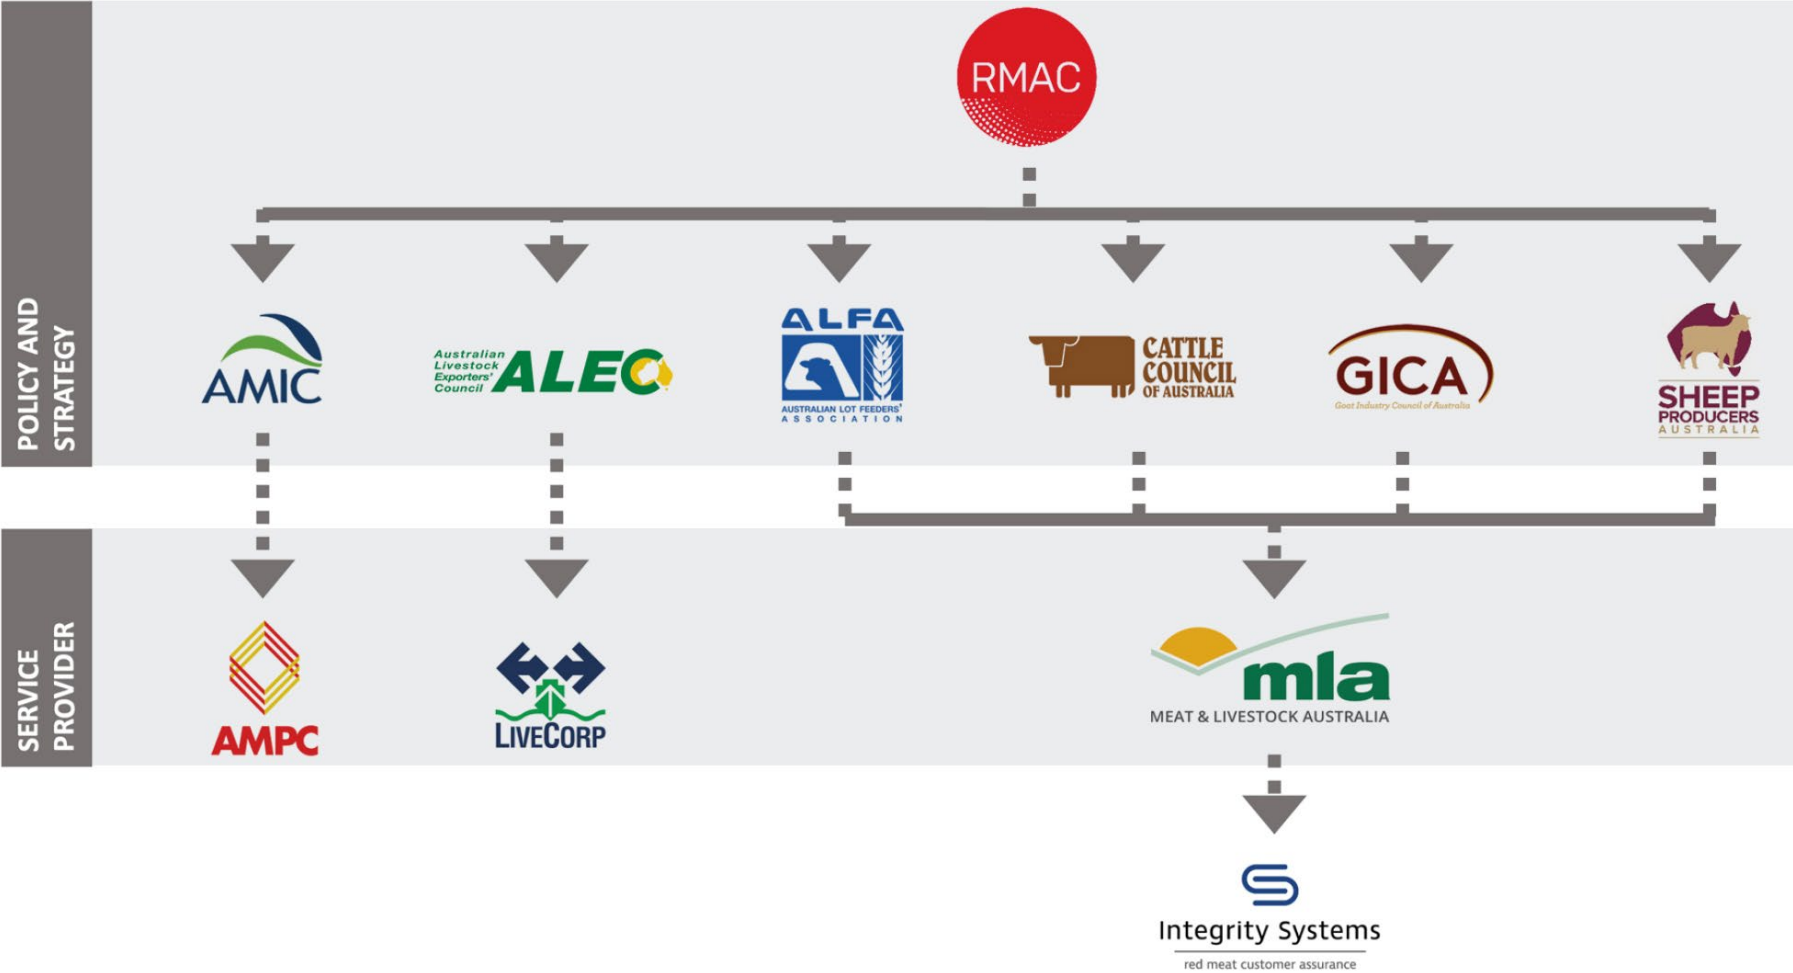 RMAC
POLICY AND
STRATEGY
AMIC
Australian
Livestock
Exporters'
Council
ALEC
ALFA
AUSTRALIAN LOT FEEDERS'
ASSOCIATION
CATTLE
COUNCIL
OF AUSTRALIA
GICA
Goat Industry Council of Australia
SHEEP
PRODUCERS
AUSTRALIA
SERVICE
PROVIDER
AMPC
LIVECORP
mla
MEAT & LIVESTOCK AUSTRALIA
Integrity Systems
red meat customer assurance